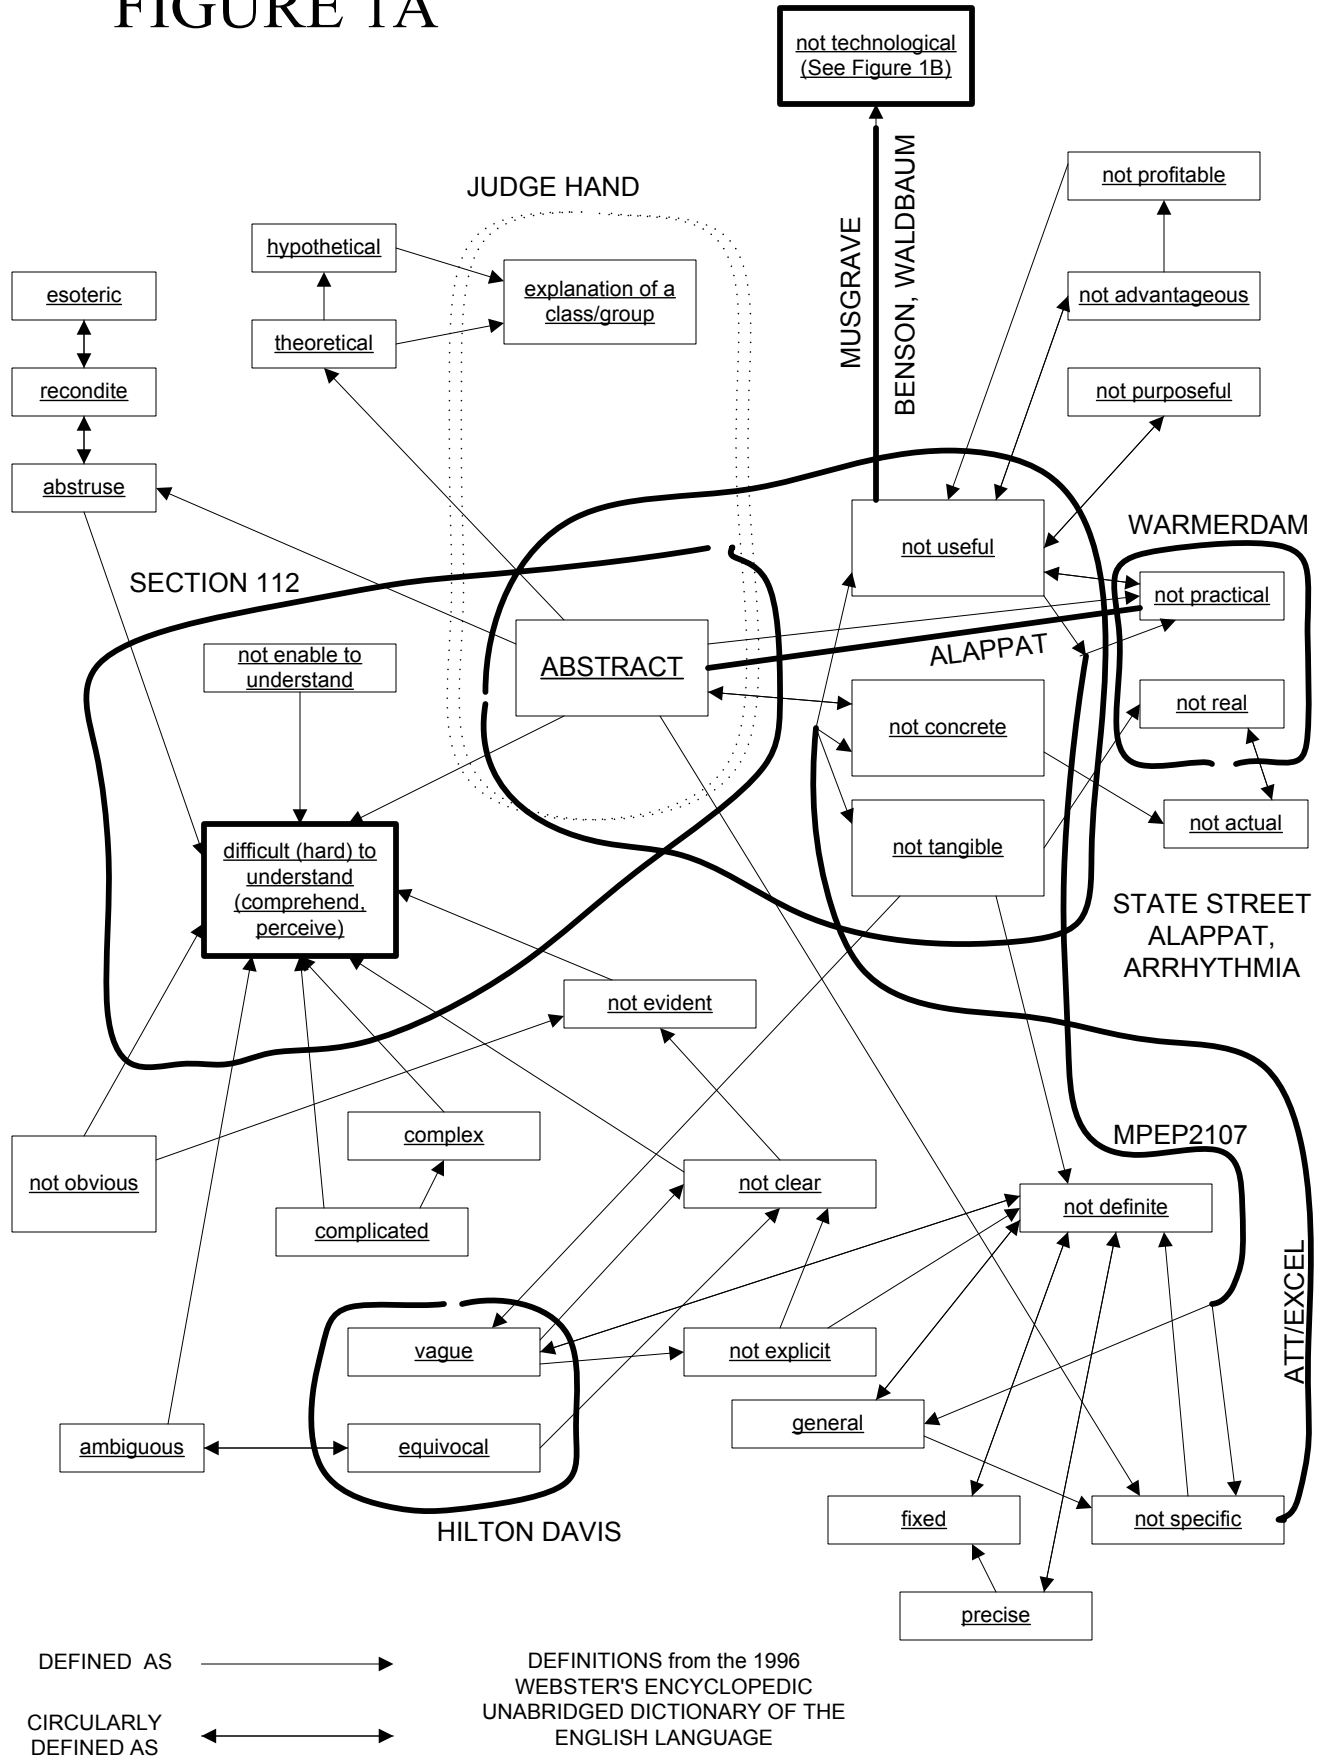 FIGURE 1A
not technological
(See Figure 1B)
JUDGE HAND
MUSGRAVE
BENSON, WALDBAUM
not profitable
hypothetical
explanation of a
class/group
not advantageous
esoteric
theoretical
recondite
not purposeful
abstruse
not useful
WARMERDAM
SECTION 112
not practical
not enable to
understand
ABSTRACT
ALAPPAT
not real
not concrete
not actual
difficult (hard) to
understand
(comprehend,
perceive)
not tangible
STATE STREET
ALAPPAT,
ARRHYTHMIA
not evident
complex
MPEP2107
not obvious
not clear
not definite
complicated
ATT/EXCEL
vague
not explicit
general
ambiguous
equivocal
fixed
not specific
HILTON DAVIS
precise
DEFINED AS
CIRCULARLY
DEFINED AS
DEFINITIONS from the 1996
WEBSTER'S ENCYCLOPEDIC
UNABRIDGED DICTIONARY OF THE
ENGLISH LANGUAGE